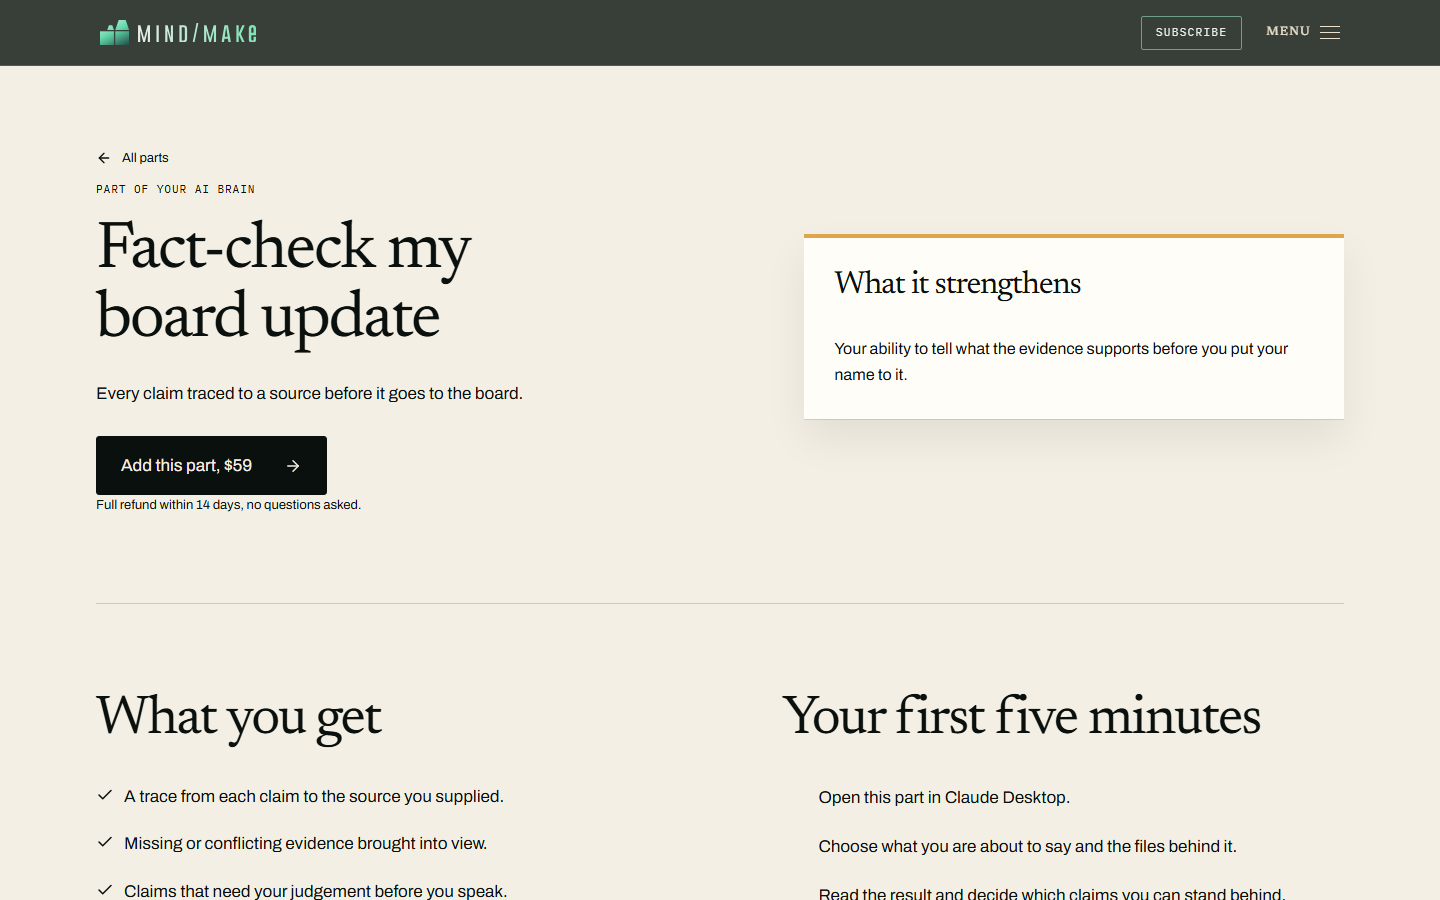 MIND/MAKE
SUBSCRIBE
MENU
All parts
PART OF YOUR AI BRAIN
Fact-check my
board update
Every claim traced to a source before it goes to the board.
Add this part, $59
Full refund within 14 days, no questions asked.
What it strengthens
Your ability to tell what the evidence supports before you put your
name to it.
What you get
A trace from each claim to the source you supplied.
Missing or conflicting evidence brought into view.
Claims that need your judgement before you speak.
Your first five minutes
Open this part in Claude Desktop.
Choose what you are about to say and the files behind it.
Read the result and decide which claims you can stand behind.